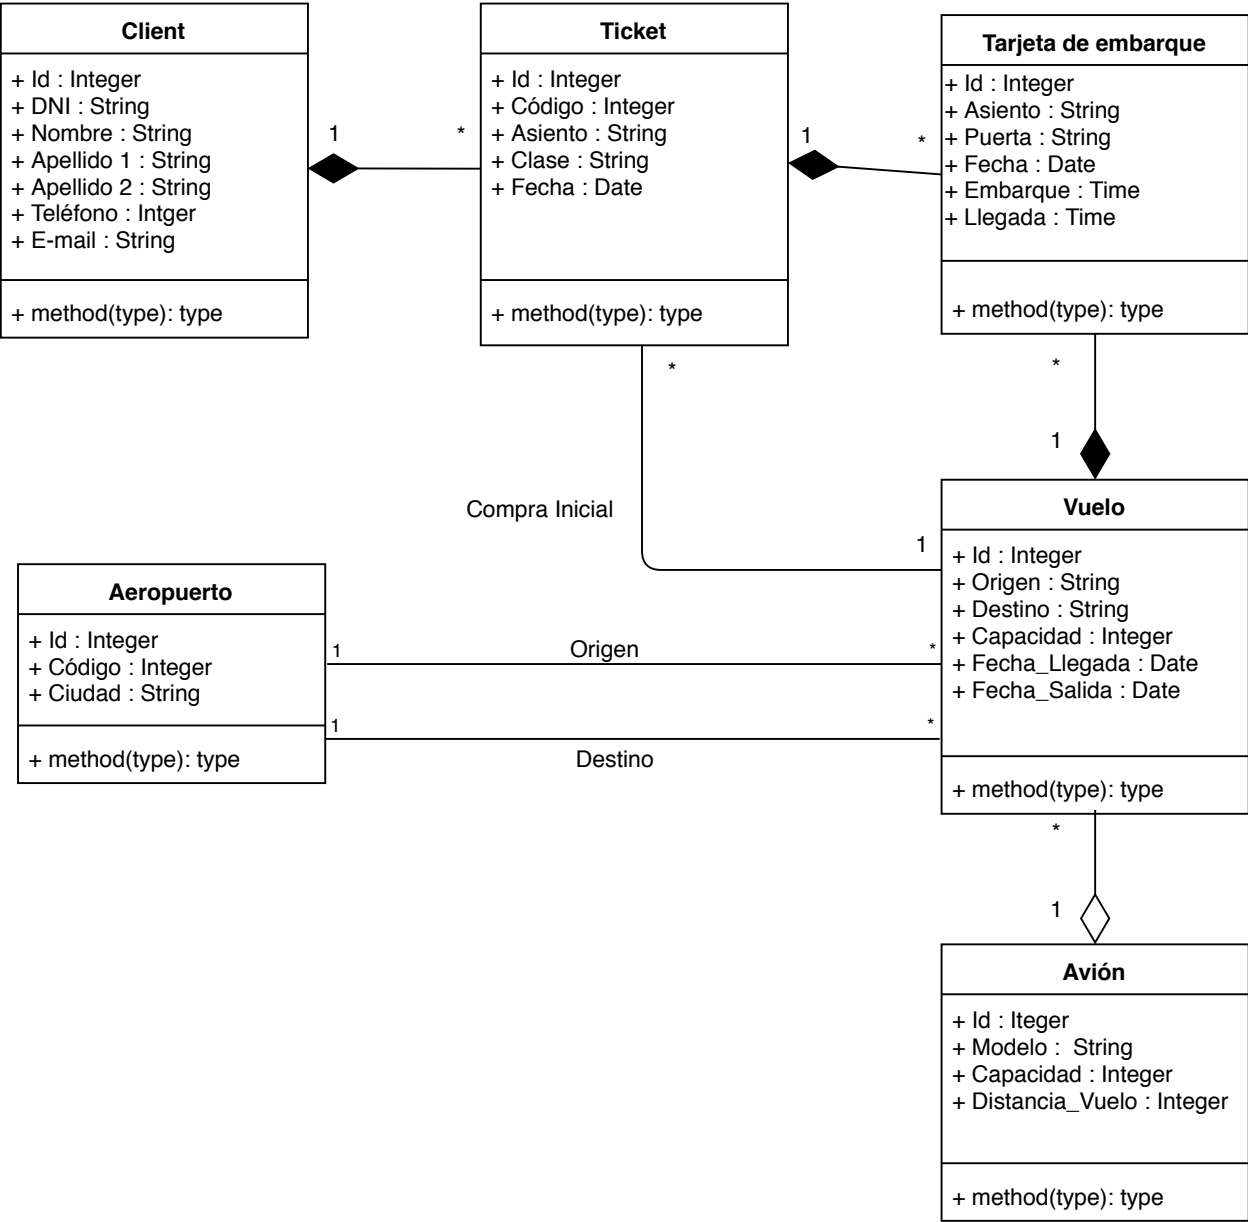 Client
+ Id : Integer
+ DNI : String
+ Nombre : String
+ Apellido 1 : String
+ Apellido 2 : String
+ Teléfono : Intger
+ E-mail : String
+ method(type): type
1
*
Ticket
+ Id : Integer
+ Código : Integer
+ Asiento : String
+ Clase : String
+ Fecha : Date
+ method(type): type
1
*
Tarjeta de embarque
+ Id : Integer
+ Asiento : String
+ Puerta : String
+ Fecha : Date
+ Embarque : Time
+ Llegada : Time
+ method(type): type
*
*
1
Compra Inicial
1
Vuelo
+ Id : Integer
+ Origen : String
+ Destino : String
+ Capacidad : Integer
+ Fecha_Llegada : Date
+ Fecha_Salida : Date
+ method(type): type
Aeropuerto
+ Id : Integer
+ Código : Integer
+ Ciudad : String
+ method(type): type
1
Origen
*
1
Destino
*
*
1
Avión
+ Id : Iteger
+ Modelo :  String
+ Capacidad : Integer
+ Distancia_Vuelo : Integer
+ method(type): type